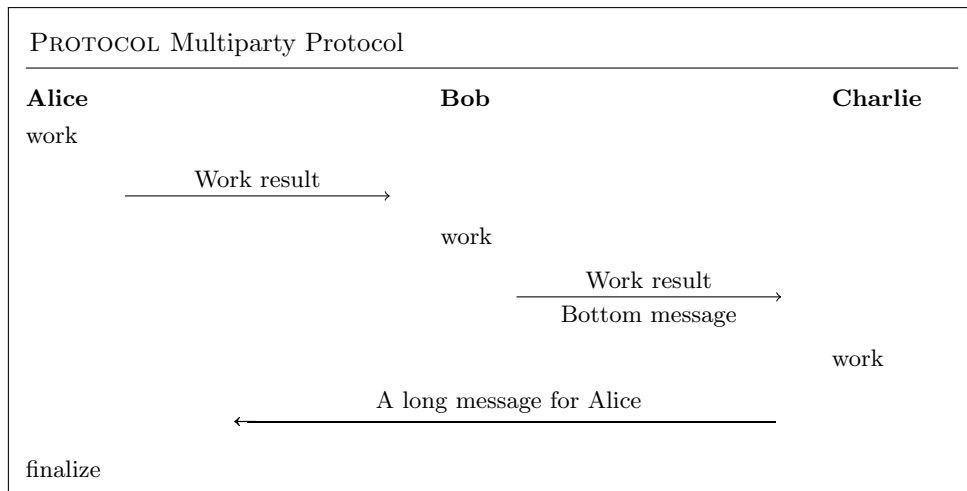 PROTOCOL Multiparty Protocol
Alice Bob Charlie
work
Work result
work
Work result
Bottom message
work
A long message for Alice
finalize